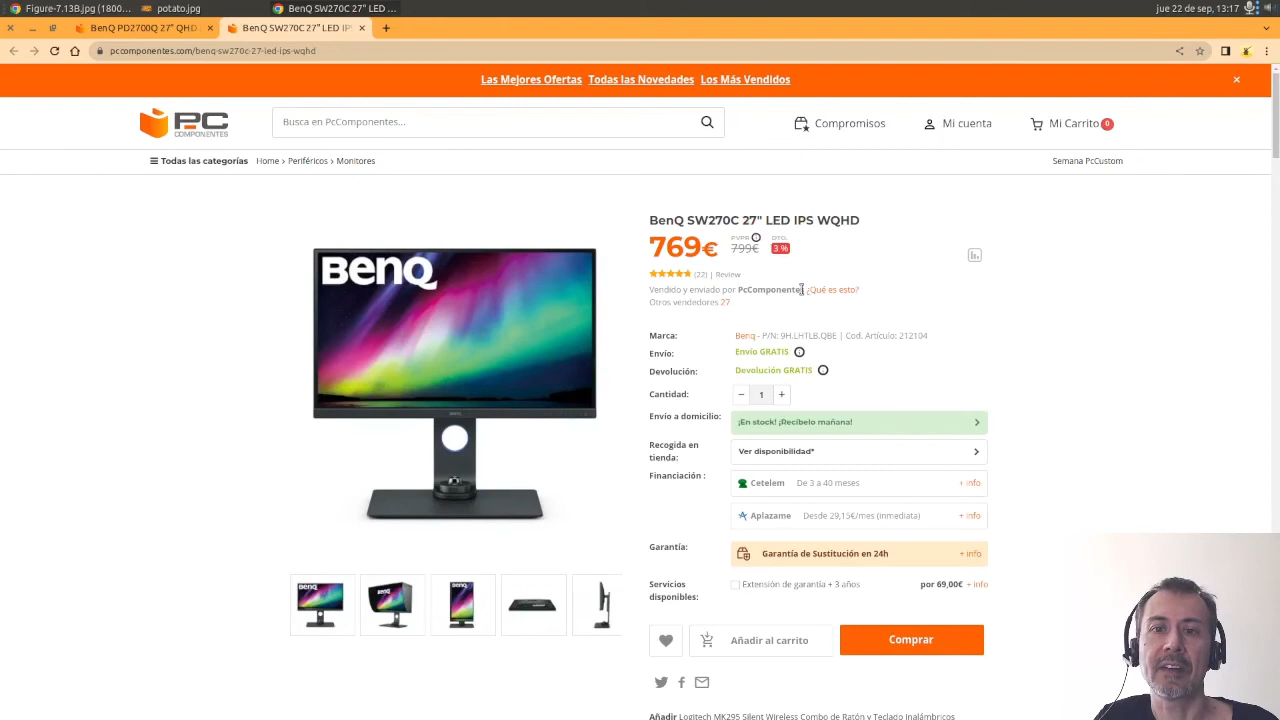 Figure-7.13B.jpg (1800... potato.jpg BenQ SW270C 27" LED ... jue 22 de sep, 13:17
BenQ PD2700Q 27" QHD BenQ SW270C 27" LED IPS
pccomponentes.com/benq-sw270c-27-led-ips-wqhd
Las Mejores Ofertas Todas las Novedades Los Más Vendidos
PC COMPONENTES Busca en PcComponentes... Compromisos Mi cuenta Mi Carrito 0
Todas las categorías Home › Periféricos › Monitores Semana PcCustom
BenQ SW270C 27" LED IPS WQHD
769€ PVPR 799€ DTO. 3 %
(22) | Review
Vendido y enviado por PcComponentes ¿Qué es esto?
Otros vendedores 27
BenQ
Marca: Benq - P/N: 9H.LHTLB.QBE | Cod. Artículo: 212104
Envío: Envío GRATIS
Devolución: Devolución GRATIS
Cantidad: − 1 +
Envío a domicilio: ¡En stock! ¡Recíbelo mañana!
Recogida en tienda: Ver disponibilidad*
Financiación : Cetelem De 3 a 40 meses + info
Aplazame Desde 29,15€/mes (inmediata) + info
Garantía: Garantía de Sustitución en 24h + info
Servicios disponibles: Extensión de garantía + 3 años por 69,00€ + info
BenQ
Añadir al carrito Comprar
Añadir Logitech MK295 Silent Wireless Combo de Ratón y Teclado Inalámbricos